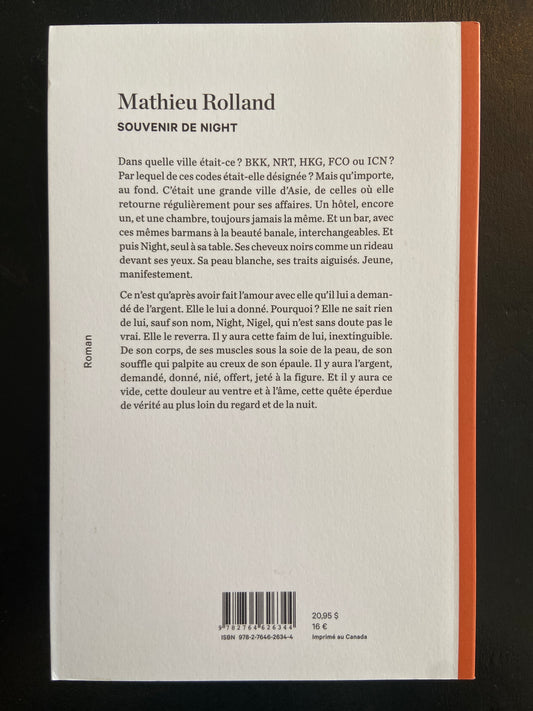 Mathieu Rolland
SOUVENIR DE NIGHT
Dans quelle ville était-ce ? BKK, NRT, HKG, FCO ou ICN ?
Par lequel de ces codes était-elle désignée ? Mais qu'importe,
au fond. C'était une grande ville d'Asie, de celles où elle
retourne régulièrement pour ses affaires. Un hôtel, encore
un, et une chambre, toujours jamais la même. Et un bar, avec
ces mêmes barmans à la beauté banale, interchangeables. Et
puis Night, seul à sa table. Ses cheveux noirs comme un rideau
devant ses yeux. Sa peau blanche, ses traits aiguisés. Jeune,
manifestement.
Ce n'est qu'après avoir fait l'amour avec elle qu'il lui a deman-
dé de l'argent. Elle le lui a donné. Pourquoi ? Elle ne sait rien
de lui, sauf son nom, Night, Nigel, qui n'est sans doute pas le
vrai. Elle le reverra. Il y aura cette faim de lui, inextinguible.
De son corps, de ses muscles sous la soie de la peau, de son
souffle qui palpite au creux de son épaule. Il y aura l'argent,
demandé, donné, nié, offert, jeté à la figure. Et il y aura ce
vide, cette douleur au ventre et à l'âme, cette quête éperdue
de vérité au plus loin du regard et de la nuit.
Roman
9 782764 626344
ISBN 978-2-7646-2634-4
20,95 $
16 €
Imprimé au Canada